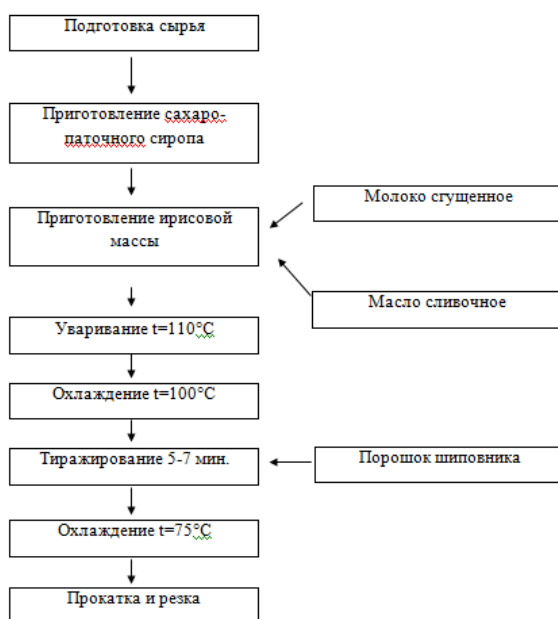 Подготовка сырья
Приготовление сахаро-
паточного сиропа
Приготовление ирисовой
массы
Молоко сгущенное
Масло сливочное
Уваривание t=110°С
Охлаждение t=100°С
Тиражирование 5-7 мин.
Порошок шиповника
Охлаждение t=75°С
Прокатка и резка